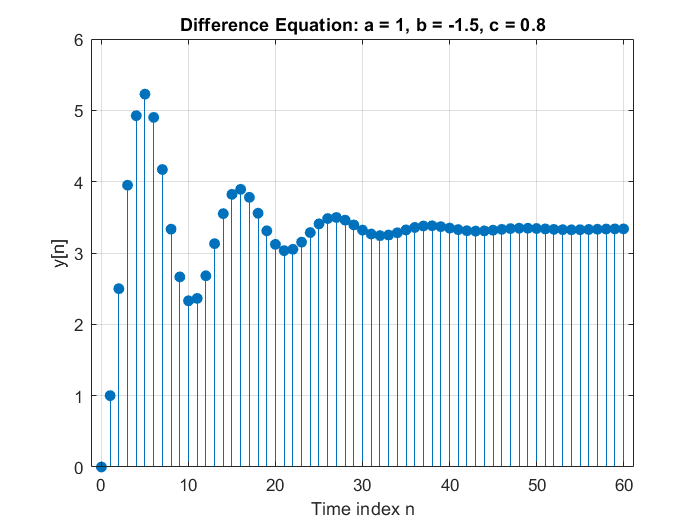 Difference Equation: a = 1, b = -1.5, c = 0.8
6
5
4
3
2
1
0
y[n]
0 10 20 30 40 50 60
Time index n